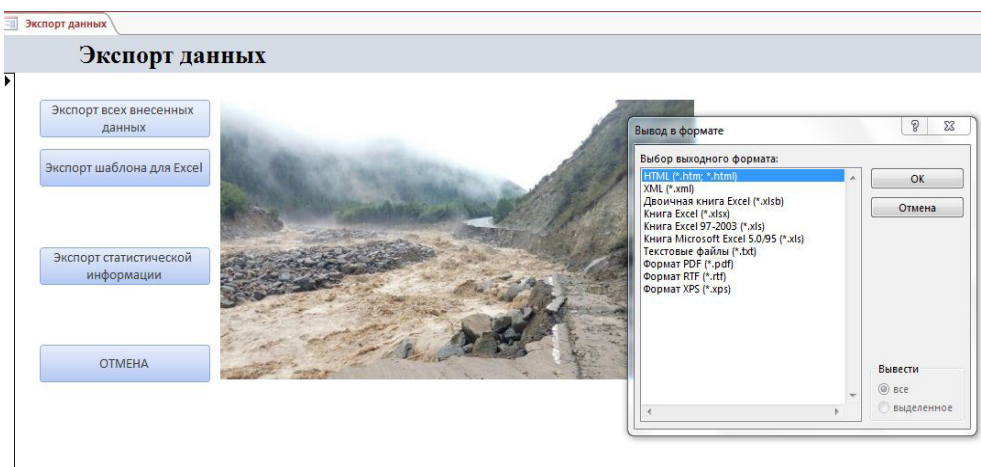 Экспорт данных
Экспорт данных
Экспорт всех внесенных
данных
Экспорт шаблона для Excel
Экспорт статистической
информации
ОТМЕНА
Вывод в формате
Выбор выходного формата:
HTML (*.htm; *.html)
XML (*.xml)
Двоичная книга Excel (*.xlsb)
Книга Excel (*.xlsx)
Книга Excel 97-2003 (*.xls)
Книга Microsoft Excel 5.0/95 (*.xls)
Текстовые файлы (*.txt)
Формат PDF (*.pdf)
Формат RTF (*.rtf)
Формат XPS (*.xps)
ОК
Отмена
Вывести
все
выделенное